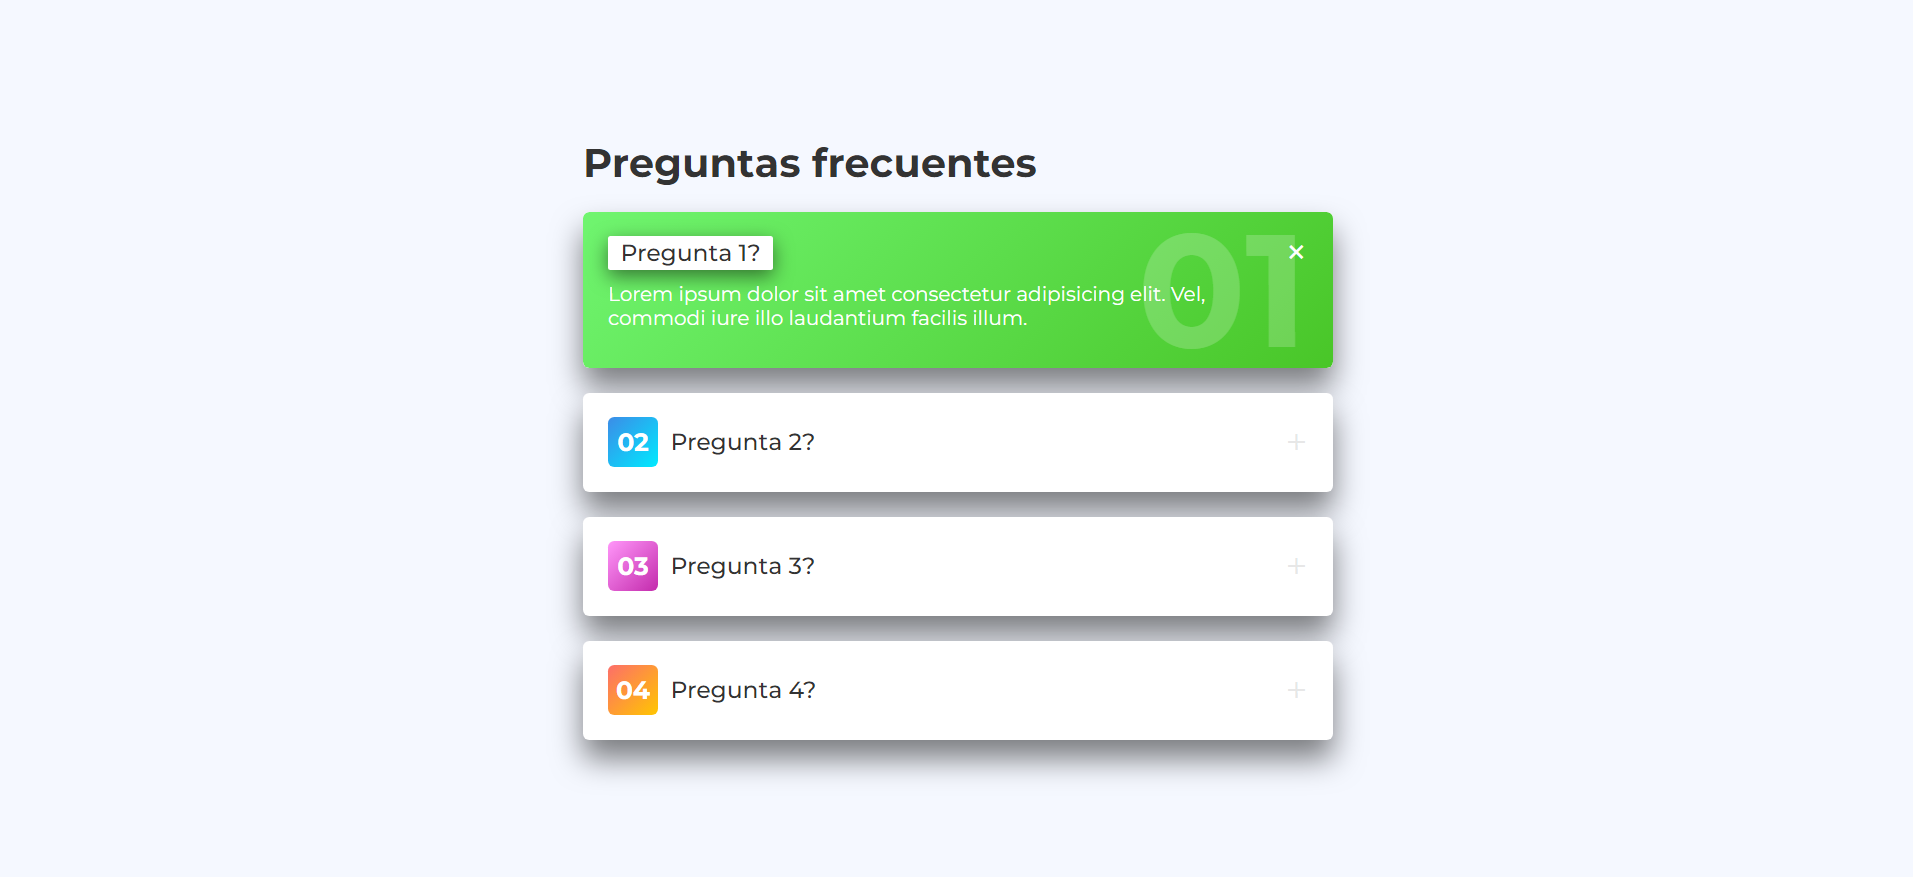 Preguntas frecuentes
01
Pregunta 1?
Lorem ipsum dolor sit amet consectetur adipisicing elit. Vel,
commodi iure illo laudantium facilis illum.
02 Pregunta 2?
03 Pregunta 3?
04 Pregunta 4?